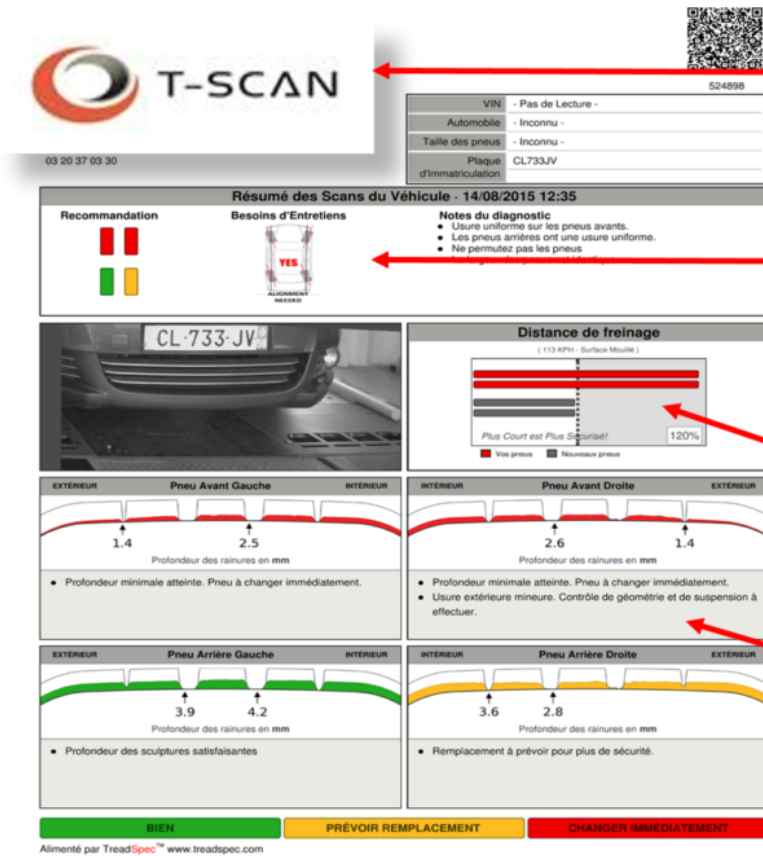 T-SCAN
524898
VIN - Pas de Lecture -
Automobile - Inconnu -
Taille des pneus - Inconnu -
Plaque d'Immatriculation CL733JV
03 20 37 03 30
Résumé des Scans du Véhicule - 14/08/2015 12:35
Recommandation
Besoins d'Entretiens
YES
ALIGNMENT
NEEDED
Notes du diagnostic
Usure uniforme sur les pneus avants.
Les pneus arrières ont une usure uniforme.
Ne permutez pas les pneus
CL-733-JV
Distance de freinage
( 113 KPH - Surface Mouillé )
Plus Court est Plus Sécurisé!
120%
Vos pneus Nouveaux pneus
EXTÉRIEUR Pneu Avant Gauche INTÉRIEUR
1.4 2.5
Profondeur des rainures en mm
Profondeur minimale atteinte. Pneu à changer immédiatement.
INTÉRIEUR Pneu Avant Droite EXTÉRIEUR
2.6 1.4
Profondeur des rainures en mm
Profondeur minimale atteinte. Pneu à changer immédiatement.
Usure extérieure mineure. Contrôle de géométrie et de suspension à
effectuer.
EXTÉRIEUR Pneu Arrière Gauche INTÉRIEUR
3.9 4.2
Profondeur des rainures en mm
Profondeur des sculptures satisfaisantes
INTÉRIEUR Pneu Arrière Droite EXTÉRIEUR
3.6 2.8
Profondeur des rainures en mm
Remplacement à prévoir pour plus de sécurité.
BIEN PRÉVOIR REMPLACEMENT CHANGER IMMÉDIATEMENT
Alimenté par TreadSpec™ www.treadspec.com